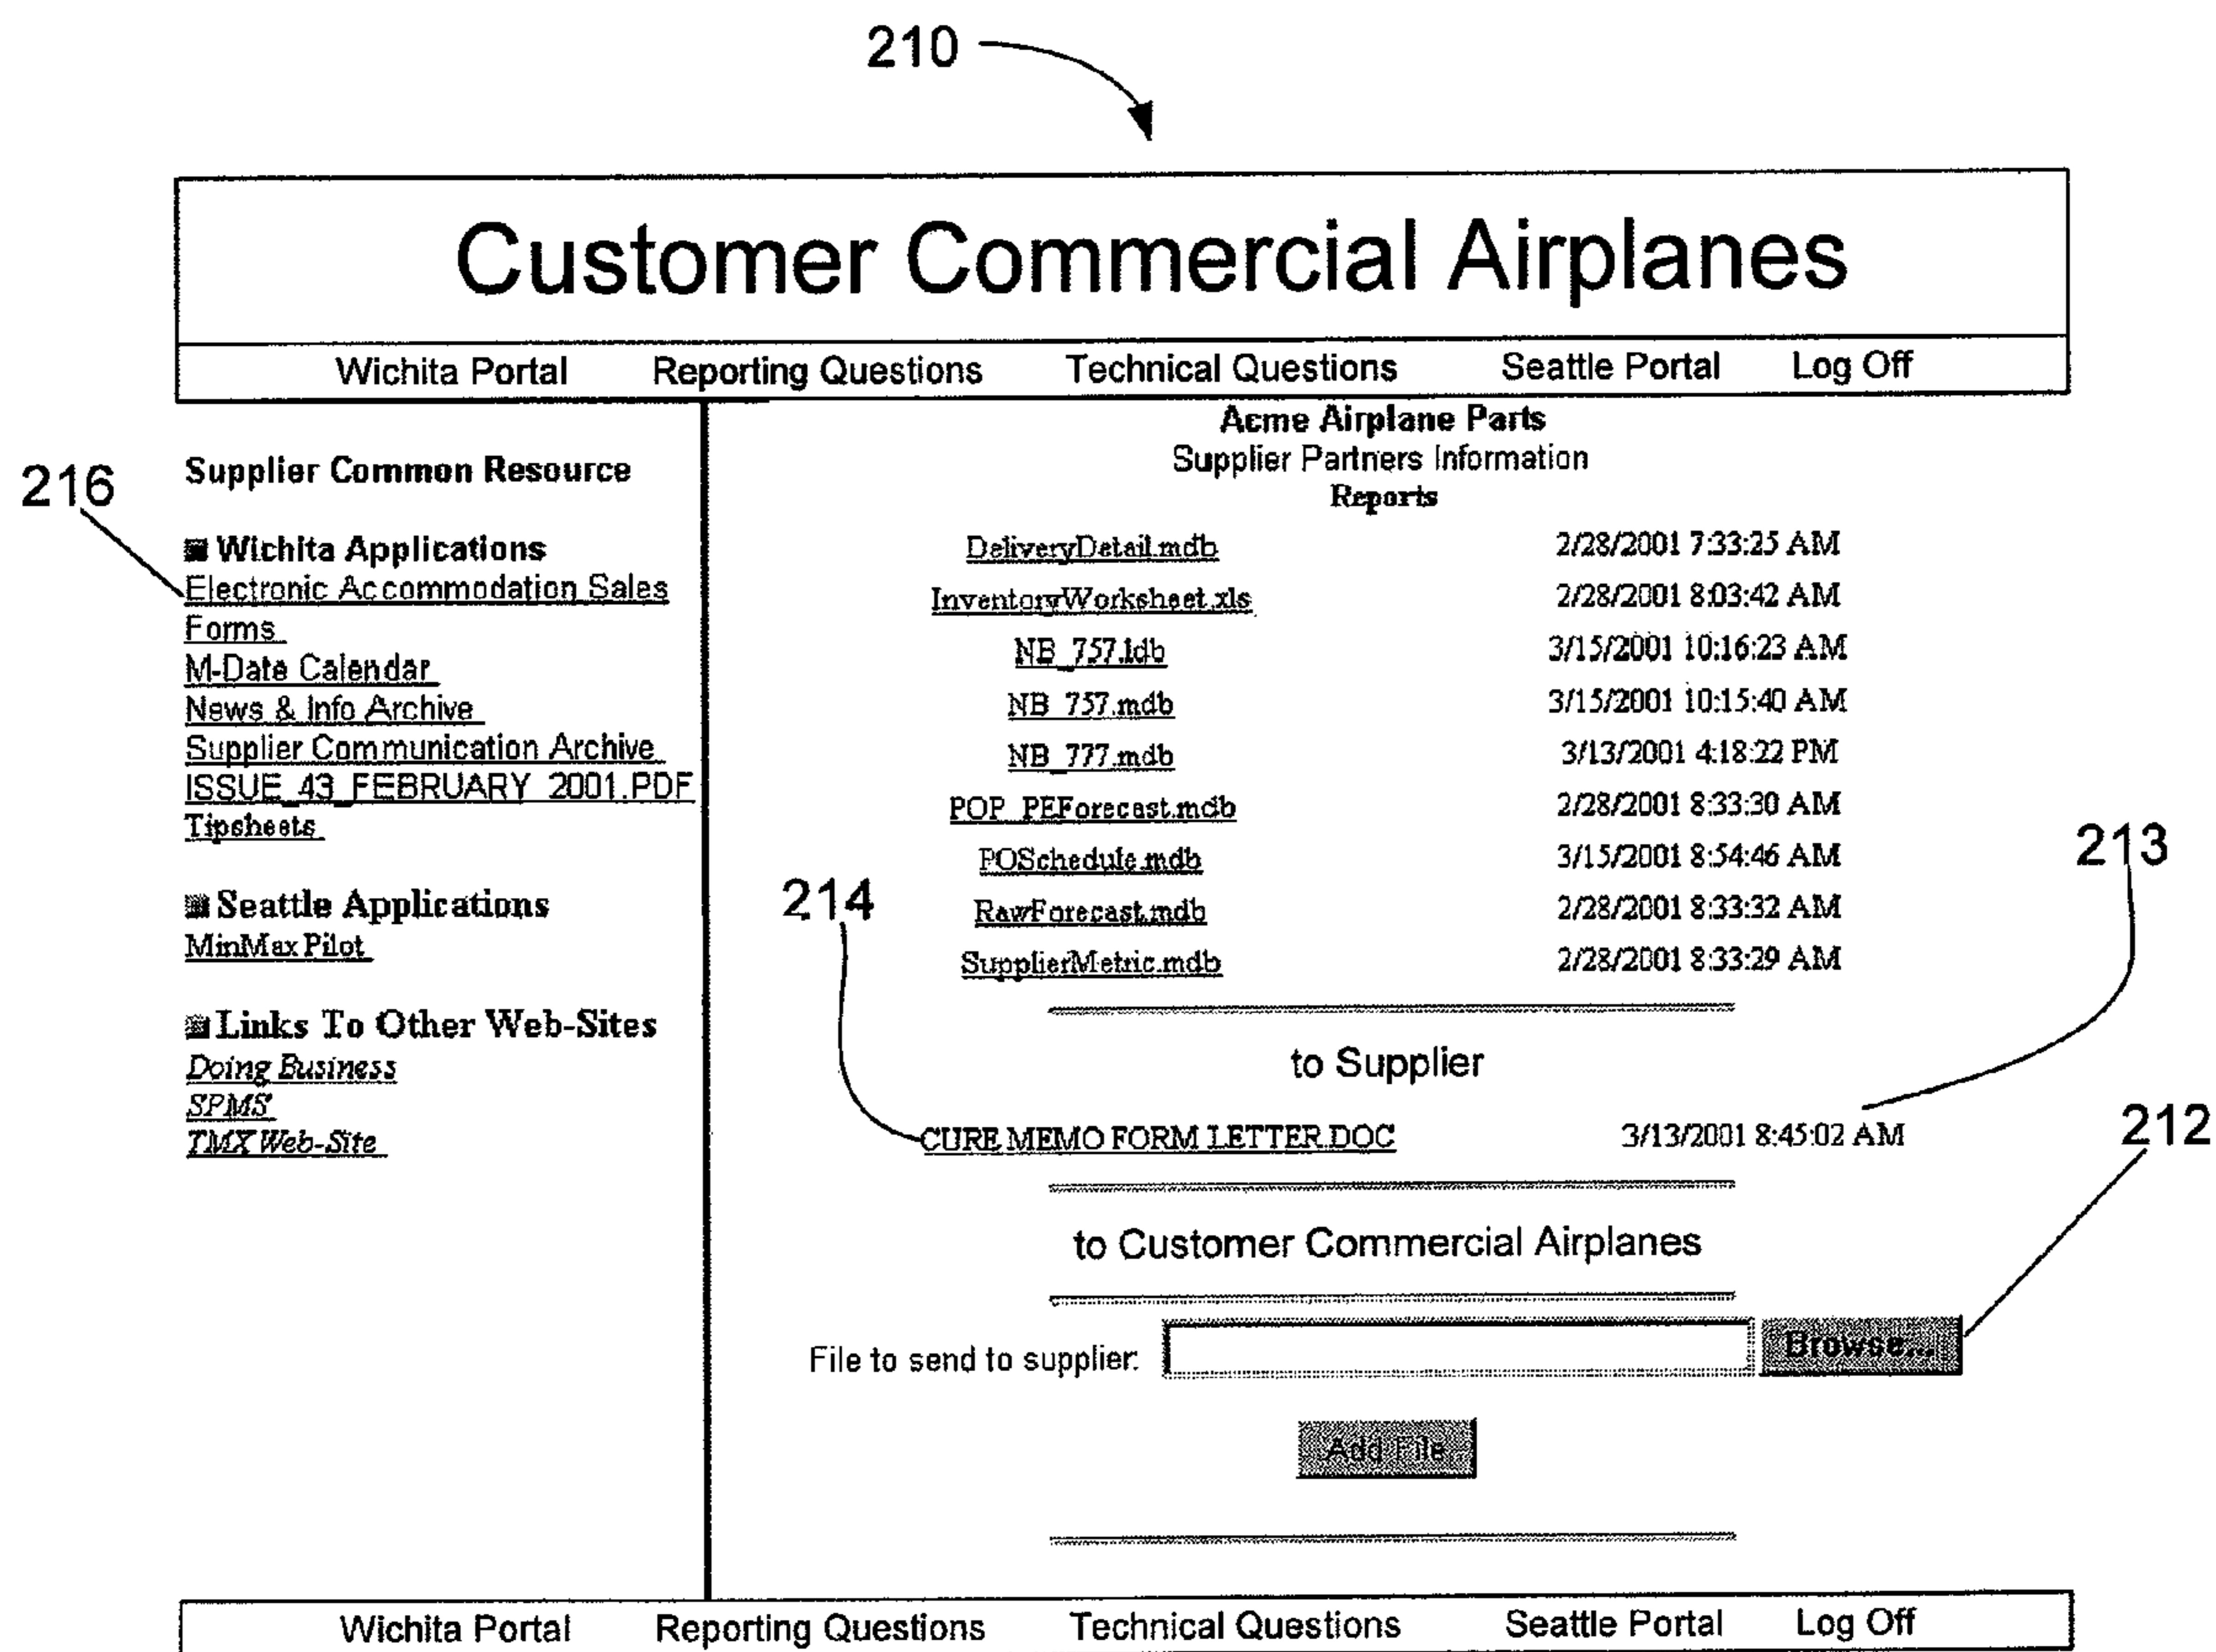 210
Customer Commercial Airplanes
Wichita Portal Reporting Questions Technical Questions Seattle Portal Log Off
216
Supplier Common Resource
Wichita Applications
Electronic Accommodation Sales
Forms
M-Date Calendar
News & Info Archive
Supplier Communication Archive
ISSUE_43_FEBRUARY_2001.PDF
Tipsheets
Seattle Applications
MinMax Pilot
Links To Other Web-Sites
Doing Business
SPMS
TMX Web-Site
Acme Airplane Parts
Supplier Partners Information
Reports
DeliveryDetail.mdb 2/28/2001 7:33:25 AM
InventoryWorksheet.xls 2/28/2001 8:03:42 AM
NB_757.ldb 3/15/2001 10:16:23 AM
NB_757.mdb 3/15/2001 10:15:40 AM
NB_777.mdb 3/13/2001 4:18:22 PM
POP_PEForecast.mdb 2/28/2001 8:33:30 AM
POSchedule.mdb 3/15/2001 8:54:46 AM
RawForecast.mdb 2/28/2001 8:33:32 AM
SupplierMetric.mdb 2/28/2001 8:33:29 AM
214
213
to Supplier
CURE MEMO FORM LETTER.DOC 3/13/2001 8:45:02 AM
212
to Customer Commercial Airplanes
File to send to supplier: Browse...
Add File
Wichita Portal Reporting Questions Technical Questions Seattle Portal Log Off